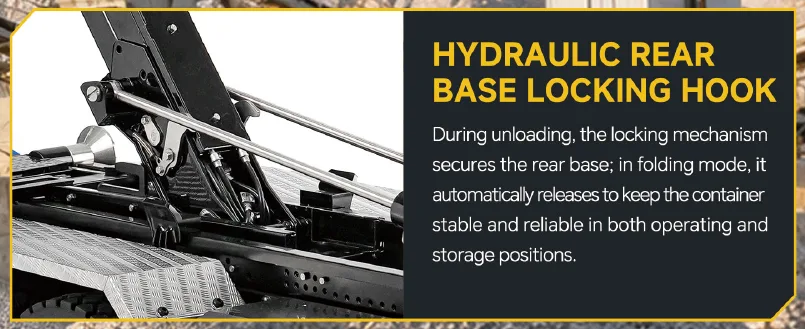 HYDRAULIC REAR
BASE LOCKING HOOK
During unloading, the locking mechanism
secures the rear base; in folding mode, it
automatically releases to keep the container
stable and reliable in both operating and
storage positions.